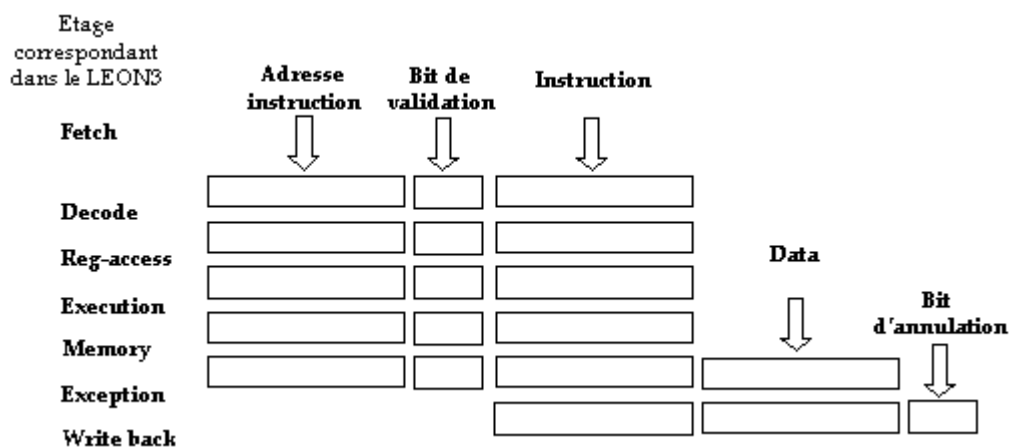 Etage
correspondant
dans le LEON3
Adresse
instruction
Bit de
validation
Instruction
Fetch
Decode
Reg-access
Data
Execution
Bit
d'annulation
Memory
Exception
Write back